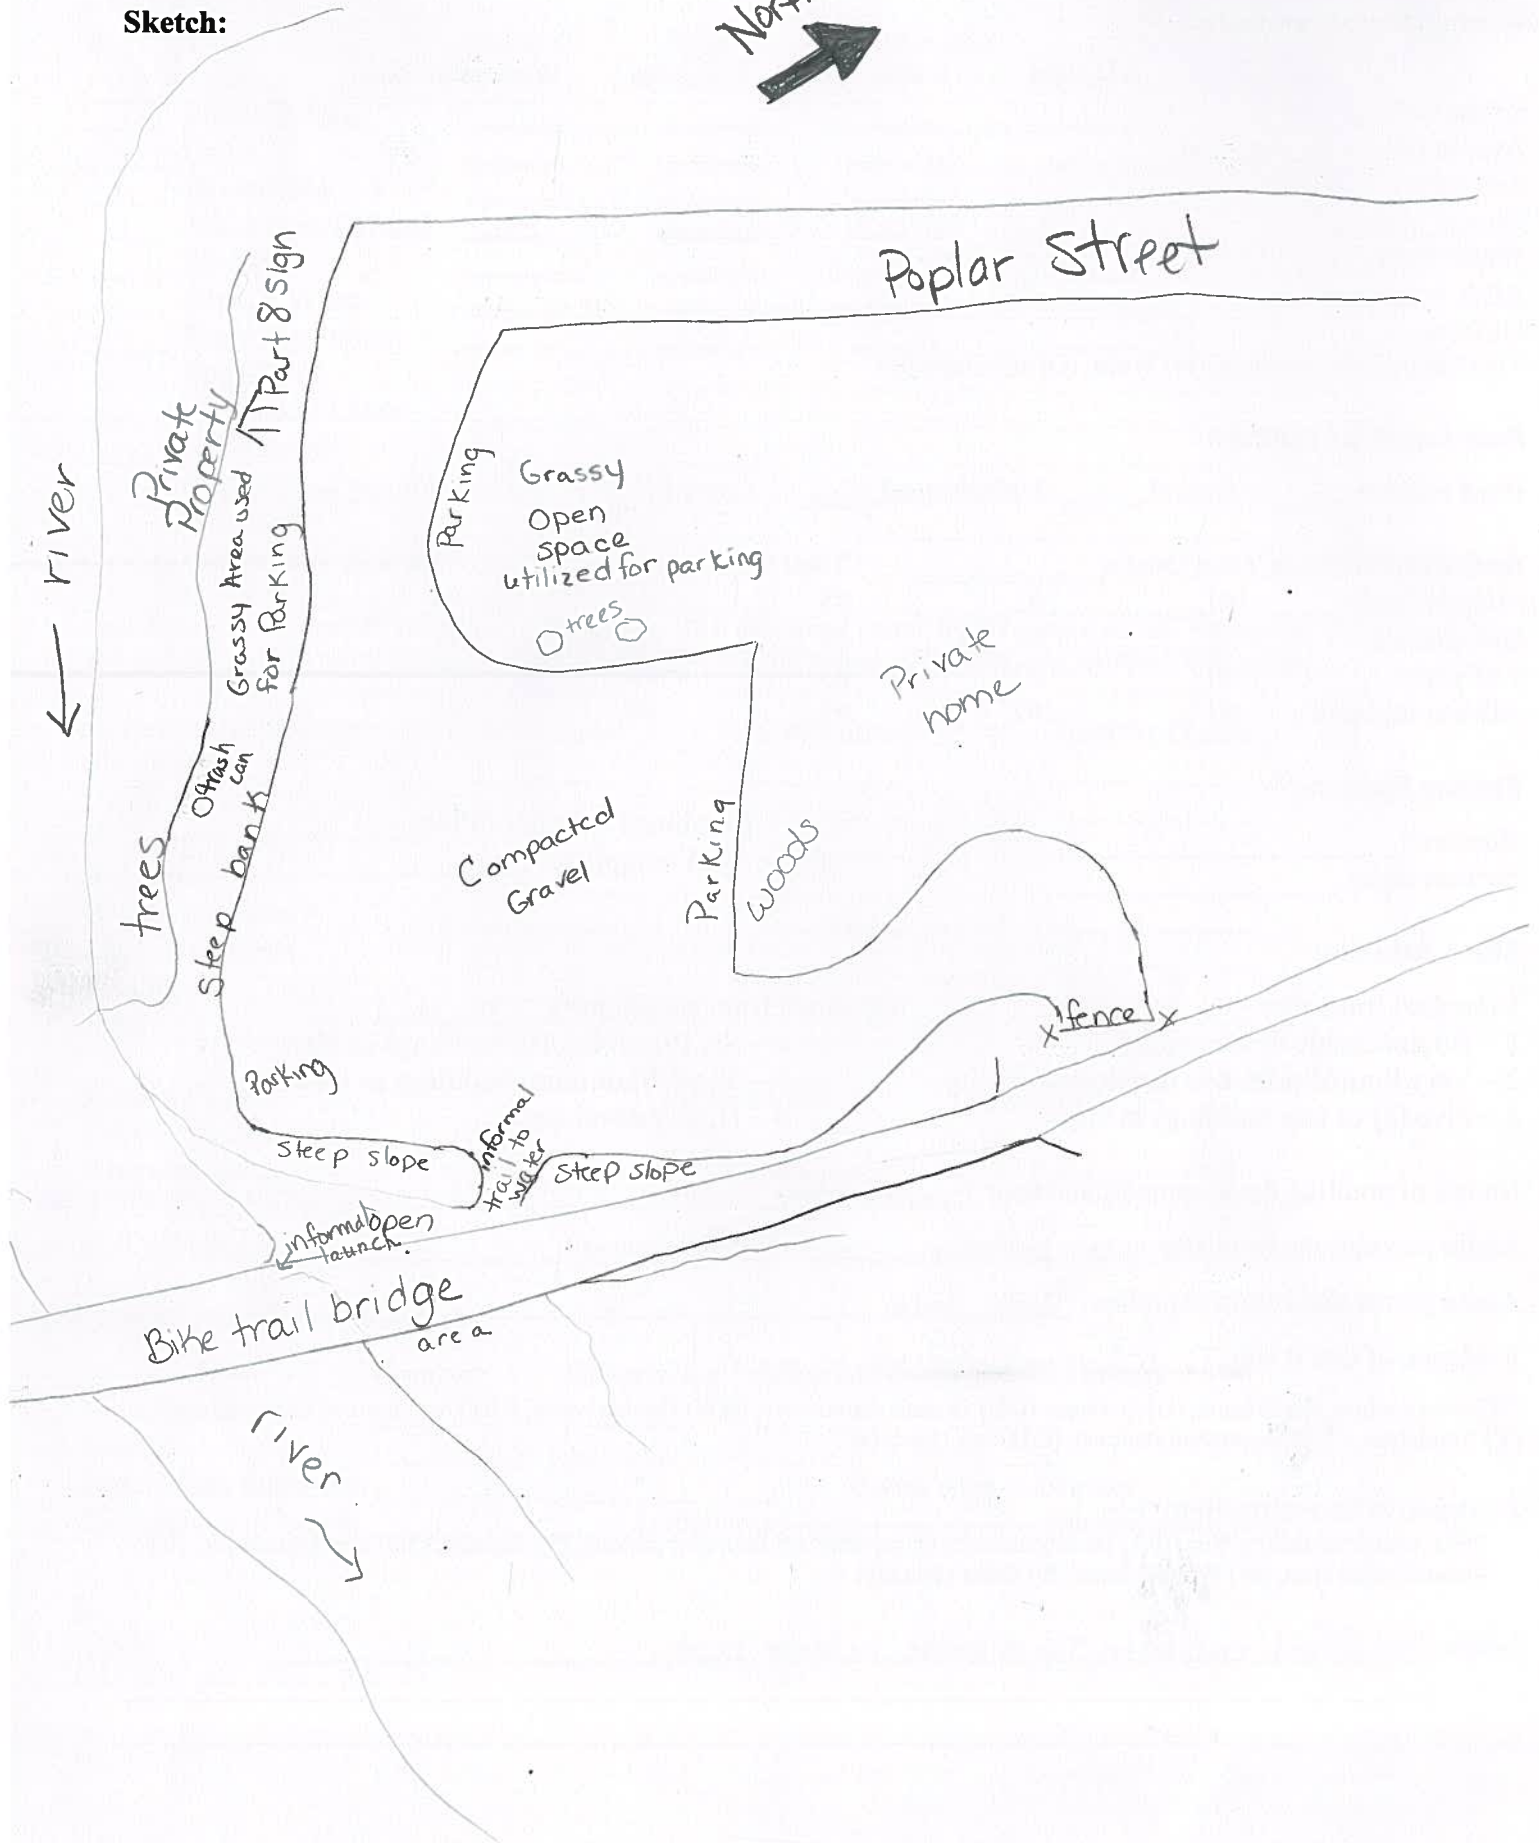 Sketch:
Poplar Street
Part 8 sign
Private
Property
river
Grassy Area used
for Parking
Parking
Grassy
Open
space
utilized for parking
trees
Private
home
trash
can
Steep bank
trees
Compacted
Gravel
Parking
Woods
fence
x
x
Parking
Steep slope
informal
trail to
water
Steep slope
informal open
launch.
Bike trail bridge
area
river